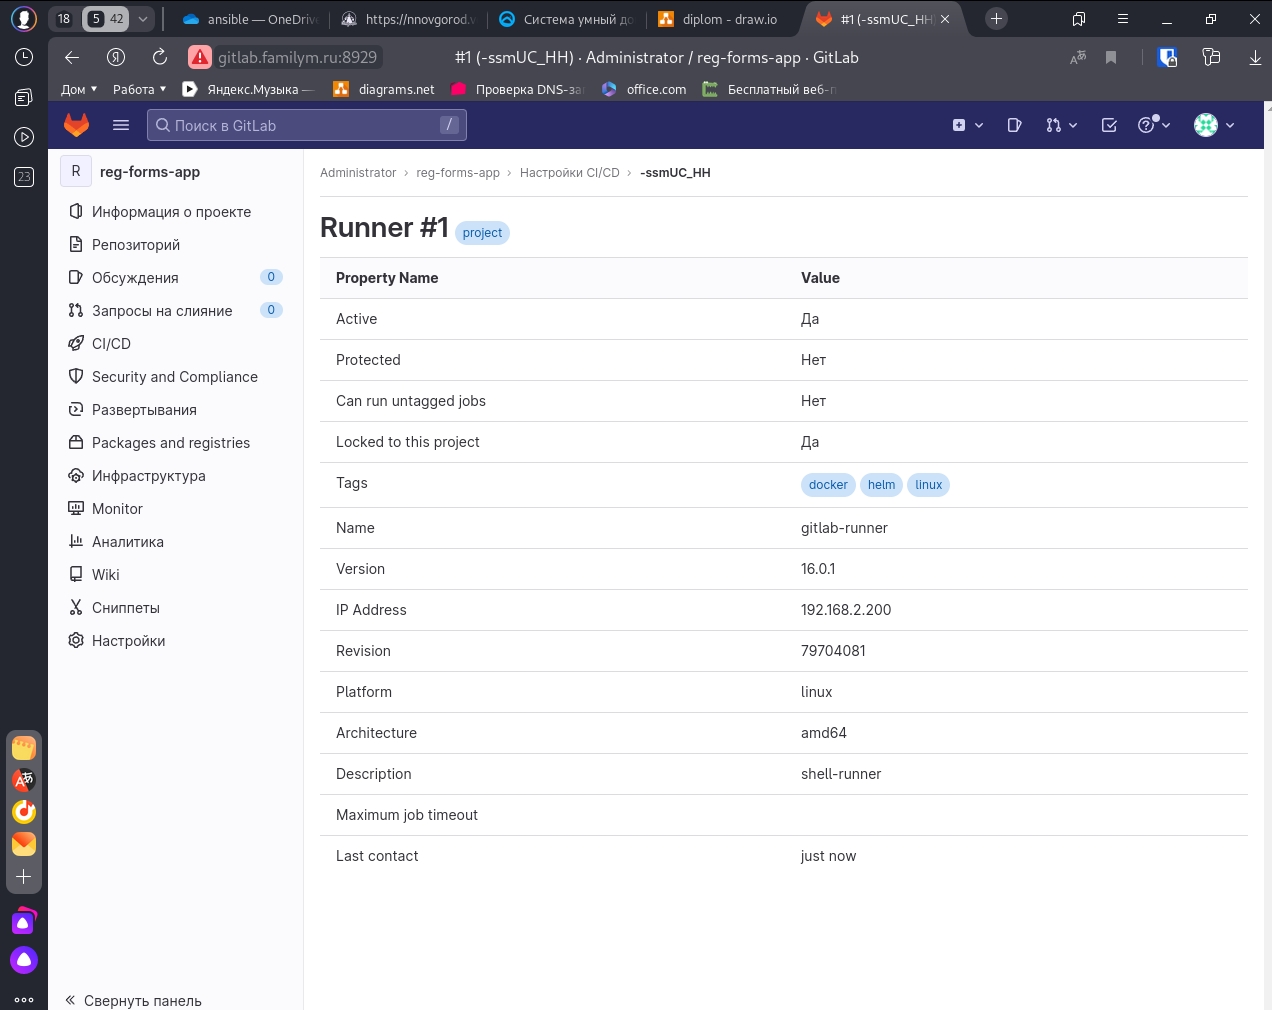 18
5 42
ansible — OneDrive
https://nnovgorod.v
Система умный до
diplom – draw.io
#1 (-ssmUC_HH)
gitlab.familym.ru:8929
#1 (-ssmUC_HH) · Administrator / reg-forms-app · GitLab
Дом
Работа
Яндекс.Музыка —
diagrams.net
Проверка DNS-за
office.com
Бесплатный веб-п
23
Поиск в GitLab
/
R
reg-forms-app
Информация о проекте
Репозиторий
Обсуждения 0
Запросы на слияние 0
CI/CD
Security and Compliance
Развертывания
Packages and registries
Инфраструктура
Monitor
Аналитика
Wiki
Сниппеты
Настройки
Свернуть панель
Administrator › reg-forms-app › Настройки CI/CD › -ssmUC_HH
Runner #1 project
Property Name Value
Active Да
Protected Нет
Can run untagged jobs Нет
Locked to this project Да
Tags docker helm linux
Name gitlab-runner
Version 16.0.1
IP Address 192.168.2.200
Revision 79704081
Platform linux
Architecture amd64
Description shell-runner
Maximum job timeout
Last contact just now